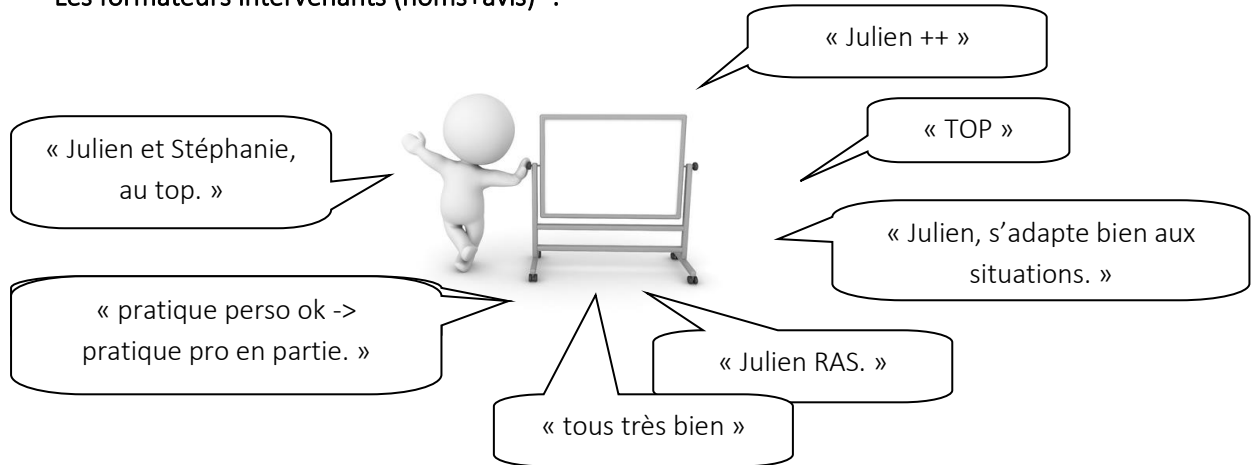 Les formateurs intervenants (noms+avis) :
« Julien ++ »
« TOP »
« Julien et Stéphanie,
au top. »
« Julien, s’adapte bien aux
situations. »
« pratique perso ok ->
pratique pro en partie. »
« Julien RAS. »
« tous très bien »